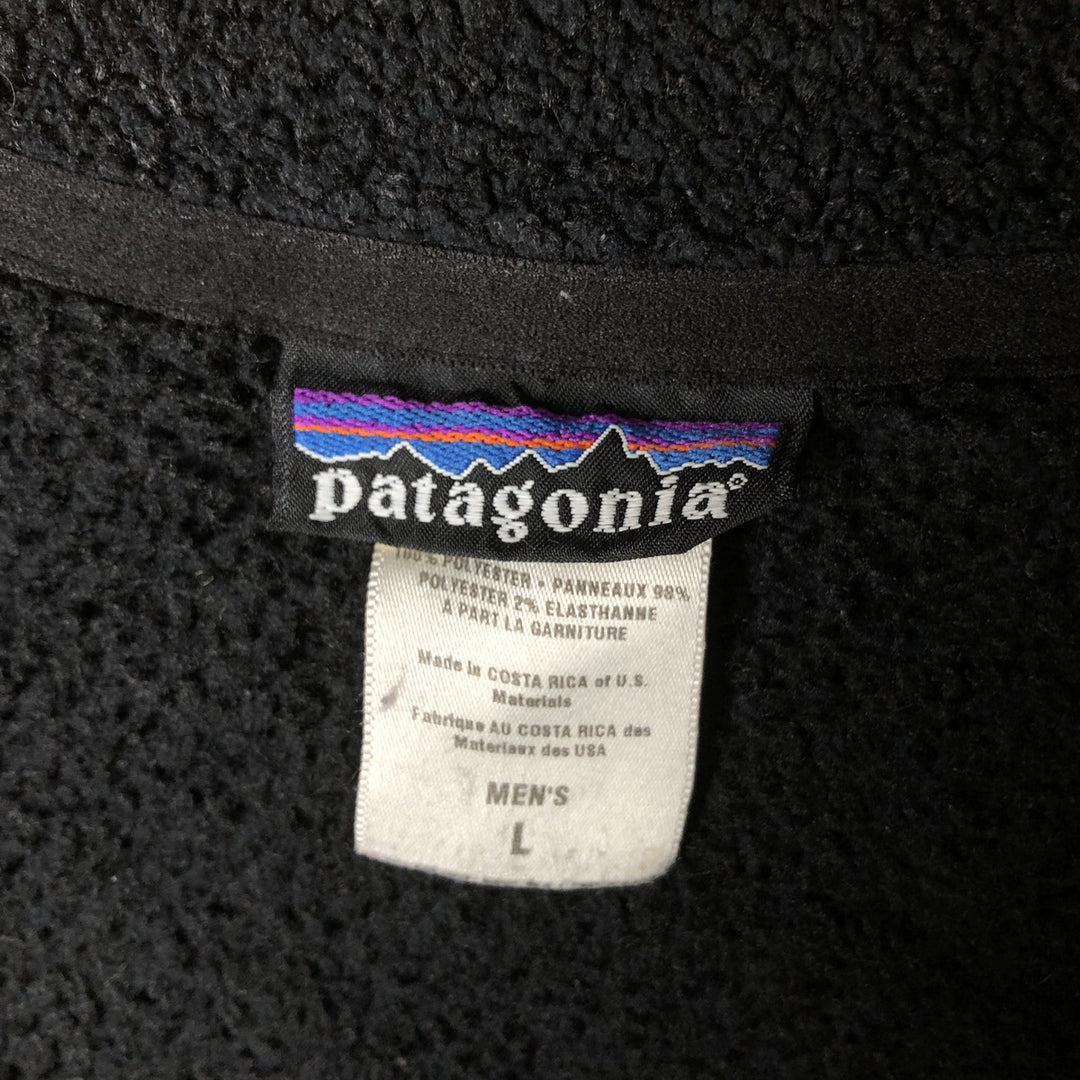 patagonia®
100% POLYESTER • PANNEAUX 98%
POLYESTER 2% ELASTHANNE
À PART LA GARNITURE
Made in COSTA RICA of U.S.
Materials
Fabrique AU COSTA RICA des
Materiaux des USA
MEN'S
L